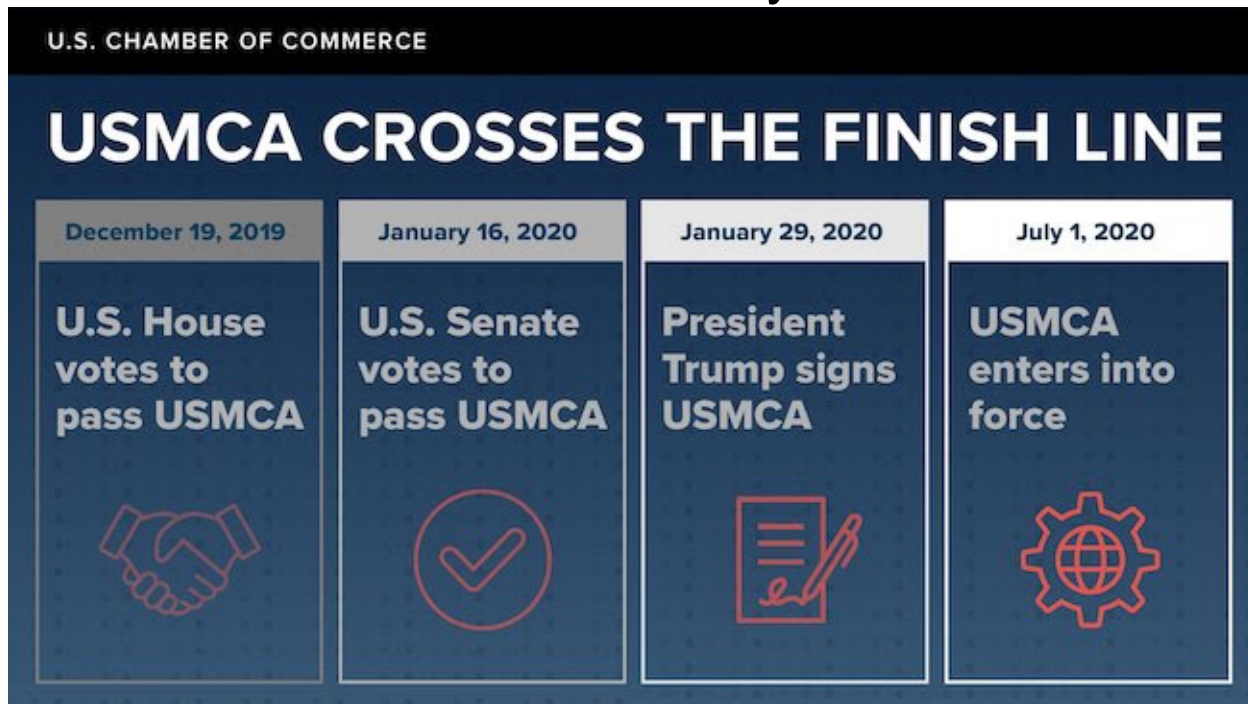 U.S. CHAMBER OF COMMERCE
USMCA CROSSES THE FINISH LINE
December 19, 2019
U.S. House
votes to
pass USMCA
January 16, 2020
U.S. Senate
votes to
pass USMCA
January 29, 2020
President
Trump signs
USMCA
July 1, 2020
USMCA
enters into
force